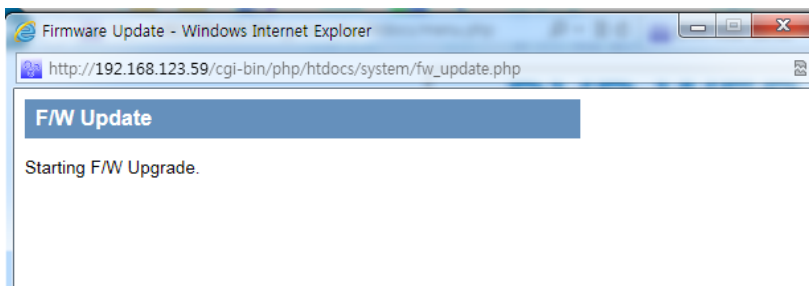 Firmware Update - Windows Internet Explorer
http://192.168.123.59/cgi-bin/php/htdocs/system/fw_update.php
F/W Update
Starting F/W Upgrade.